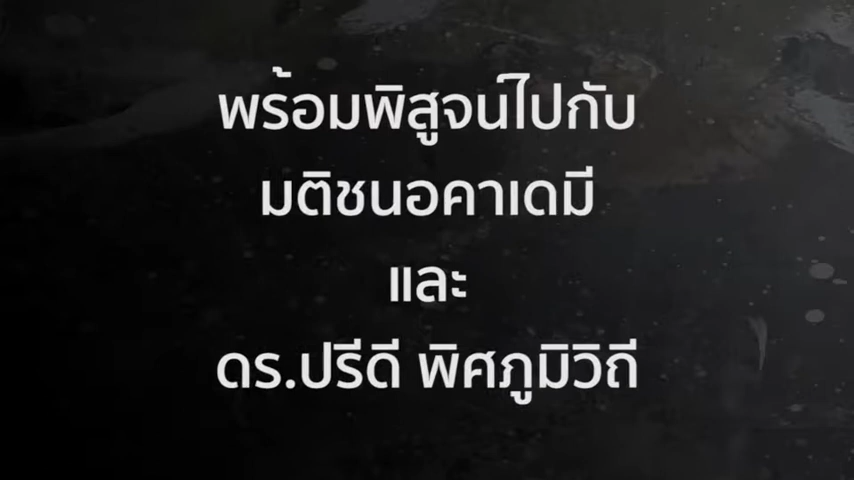 พร้อมพิสูจน์ไปกับ
มติชนอคาเดมี
และ
ดร.ปรีดี พิศภูมิวิถี